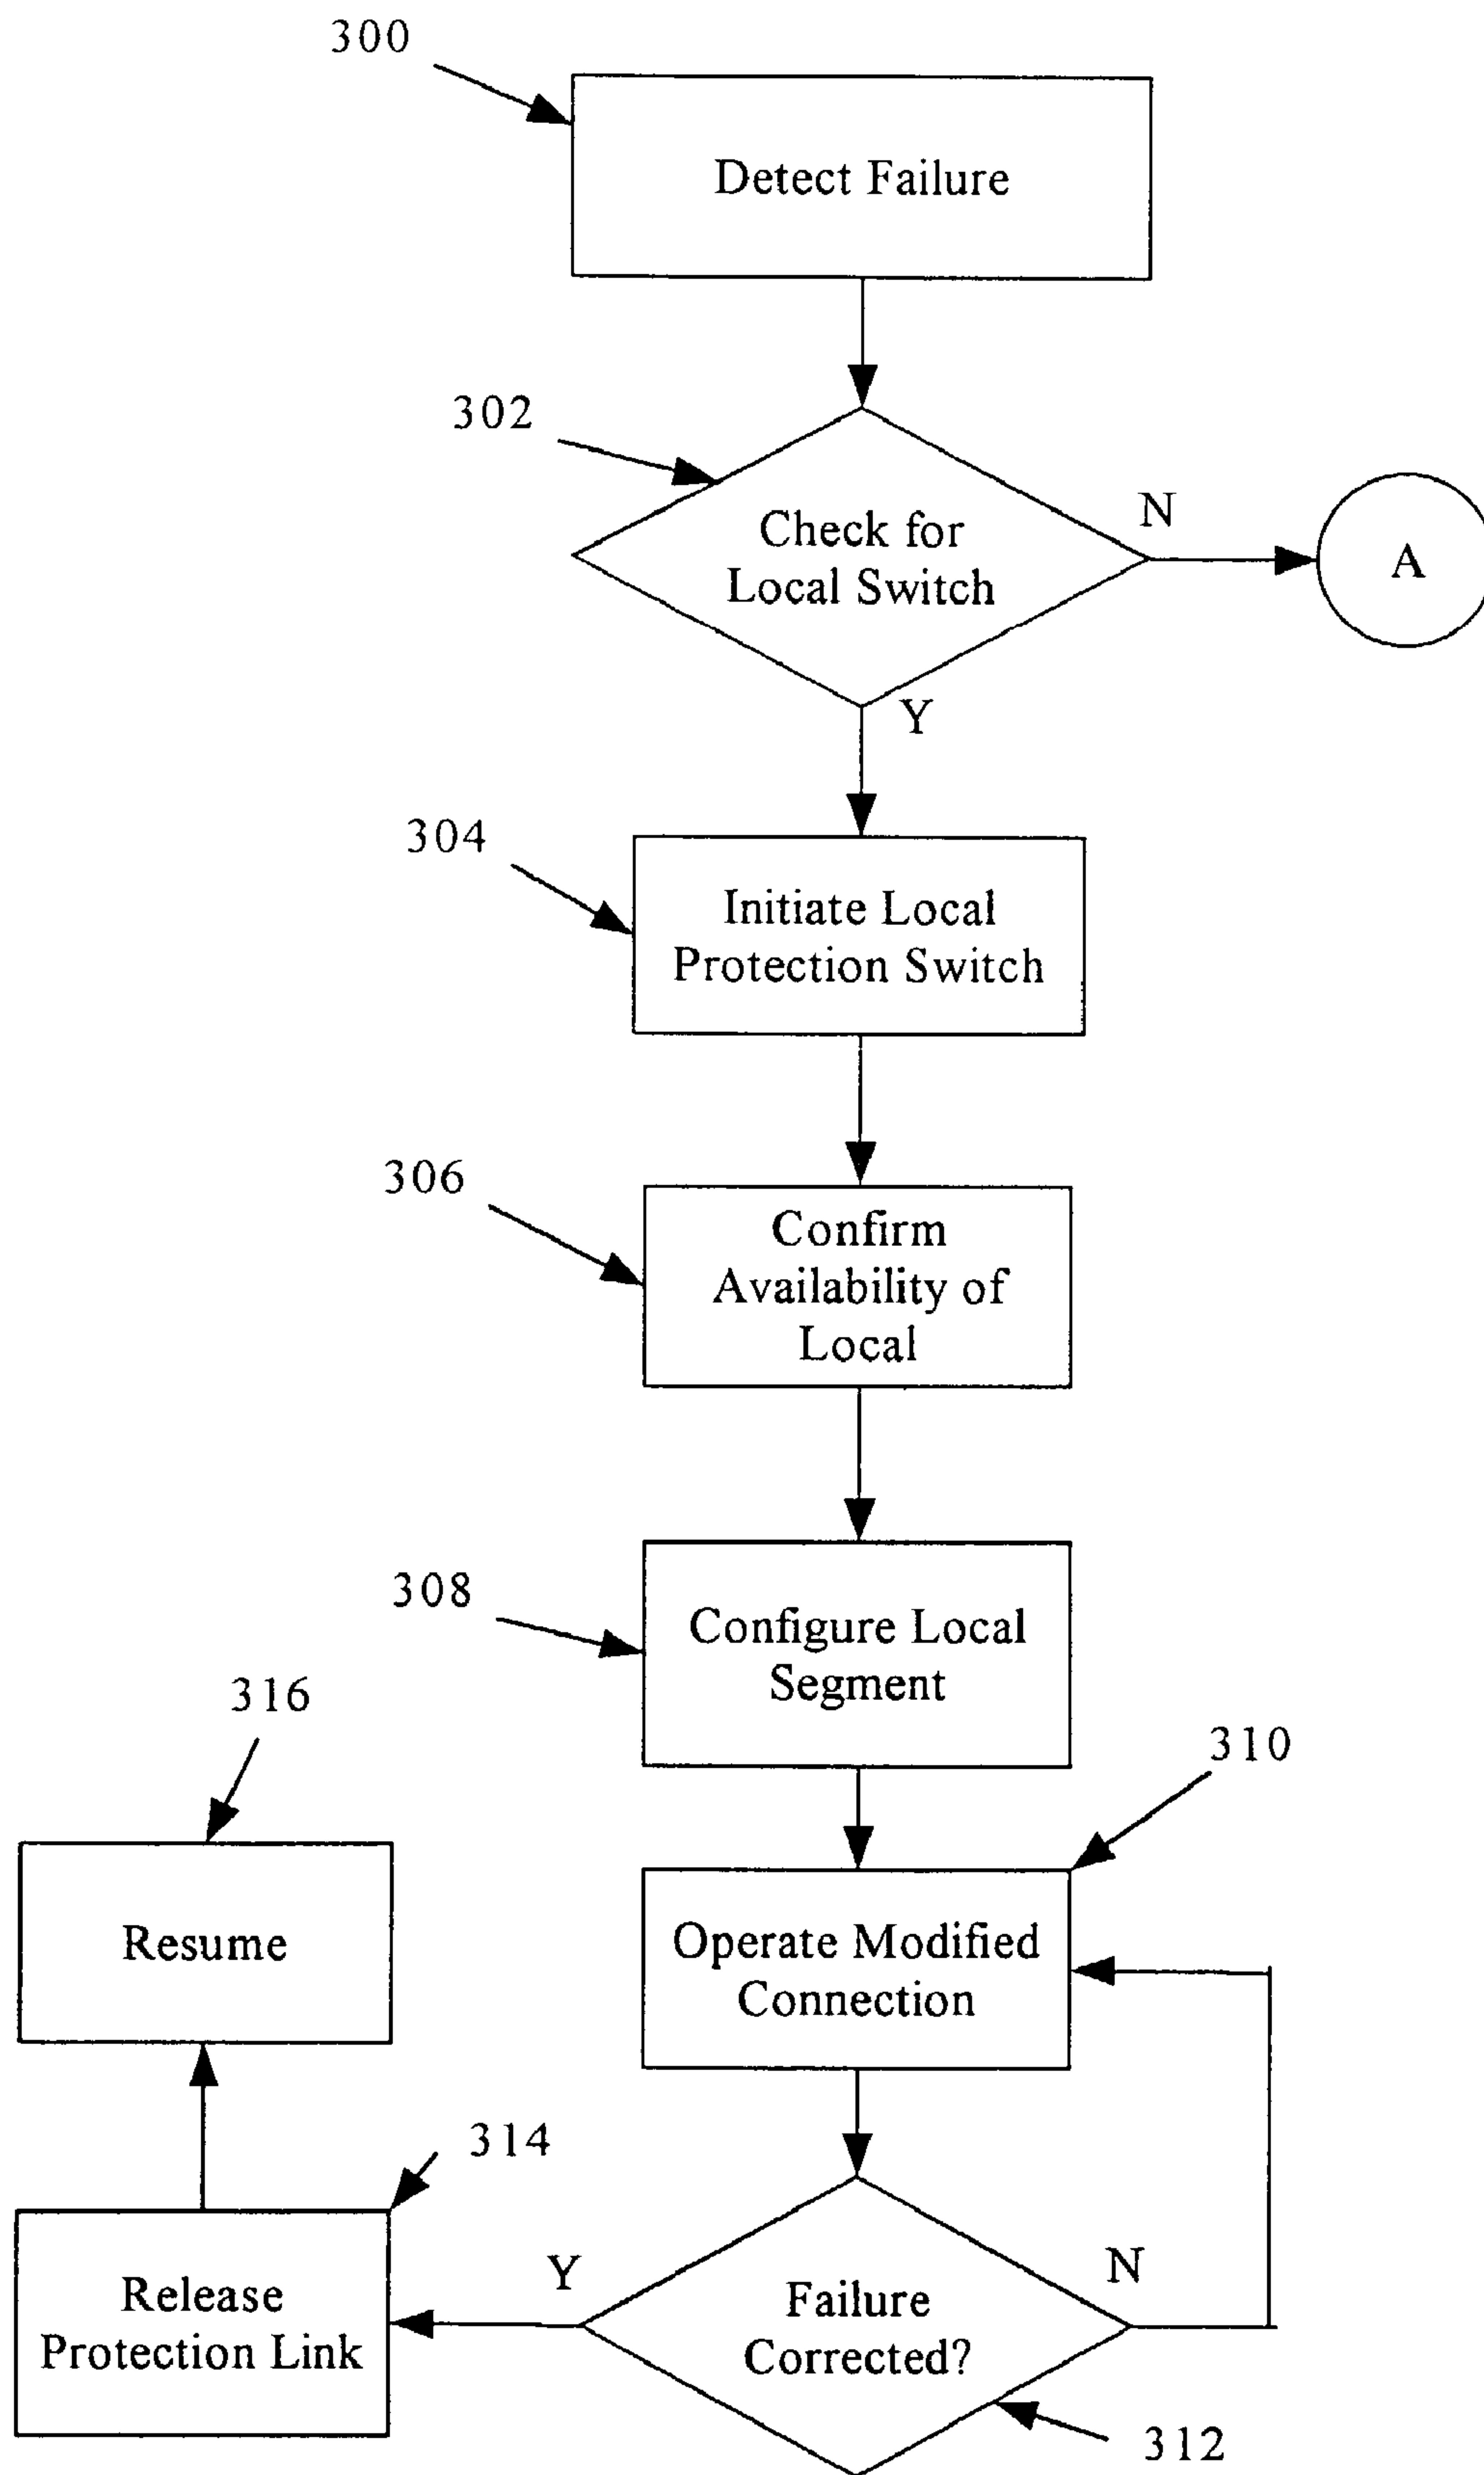 300
Detect Failure
302
Check for
Local Switch
N
A
Y
304
Initiate Local
Protection Switch
306
Confirm
Availability of
Local
308
Configure Local
Segment
316
310
Resume
Operate Modified
Connection
314
Release
Protection Link
Y
N
Failure
Corrected?
312